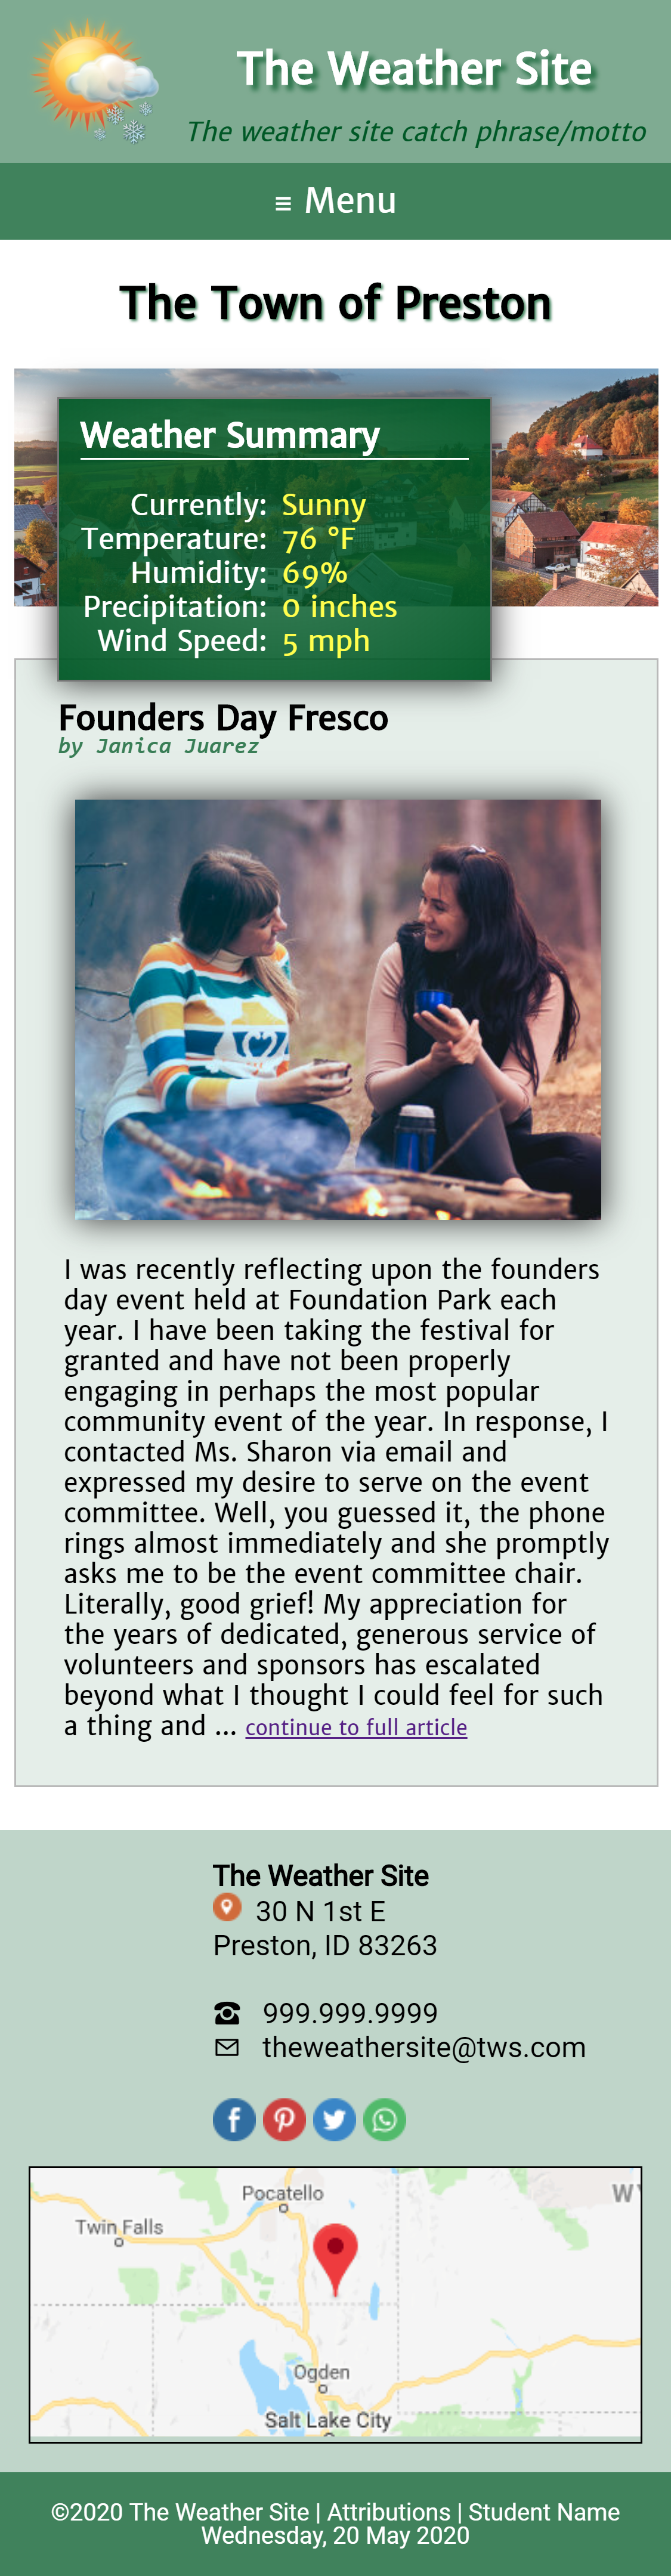 The Weather Site
The weather site catch phrase/motto
≡ Menu
The Town of Preston
Weather Summary
Currently: Sunny
Temperature: 76 °F
Humidity: 69%
Precipitation: 0 inches
Wind Speed: 5 mph
Founders Day Fresco
by Janica Juarez
I was recently reflecting upon the founders
day event held at Foundation Park each
year. I have been taking the festival for
granted and have not been properly
engaging in perhaps the most popular
community event of the year. In response, I
contacted Ms. Sharon via email and
expressed my desire to serve on the event
committee. Well, you guessed it, the phone
rings almost immediately and she promptly
asks me to be the event committee chair.
Literally, good grief! My appreciation for
the years of dedicated, generous service of
volunteers and sponsors has escalated
beyond what I thought I could feel for such
a thing and ... continue to full article
The Weather Site
30 N 1st E
Preston, ID 83263
999.999.9999
theweathersite@tws.com
Pocatello
W
Twin Falls
Ogden
Salt Lake City
©2020 The Weather Site | Attributions | Student Name
Wednesday, 20 May 2020